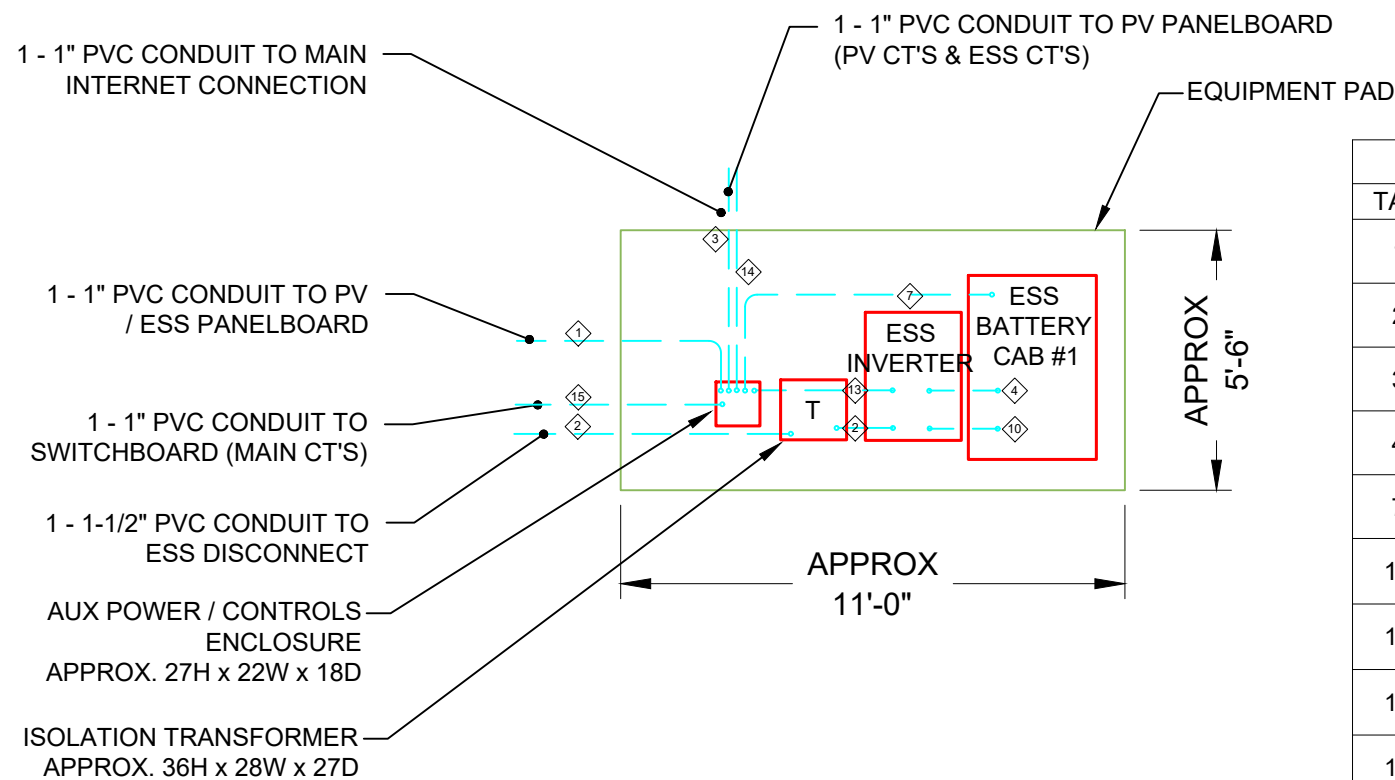 1 - 1" PVC CONDUIT TO MAIN
INTERNET CONNECTION
1 - 1" PVC CONDUIT TO PV PANELBOARD
(PV CT'S & ESS CT'S)
EQUIPMENT PAD
1 - 1" PVC CONDUIT TO PV
/ ESS PANELBOARD
1 - 1" PVC CONDUIT TO
SWITCHBOARD (MAIN CT'S)
1 - 1-1/2" PVC CONDUIT TO
ESS DISCONNECT
AUX POWER / CONTROLS
ENCLOSURE
APPROX. 27H x 22W x 18D
ISOLATION TRANSFORMER
APPROX. 36H x 28W x 27D
3
14
7
1
15
2
13
2
4
10
T
ESS
INVERTER
ESS
BATTERY
CAB #1
APPROX
5'-6"
APPROX
11'-0"
TA